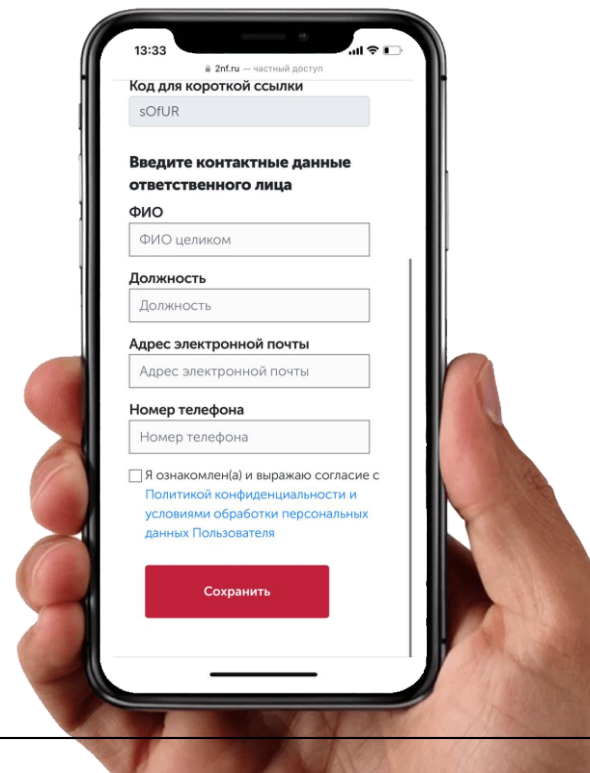 13:33
2nf.ru — частный доступ
Код для короткой ссылки
sOfUR
Введите контактные данные
ответственного лица
ФИО
ФИО целиком
Должность
Должность
Адрес электронной почты
Адрес электронной почты
Номер телефона
Номер телефона
Я ознакомлен(а) и выражаю согласие с
Политикой конфиденциальности и
условиями обработки персональных
данных Пользователя
Сохранить